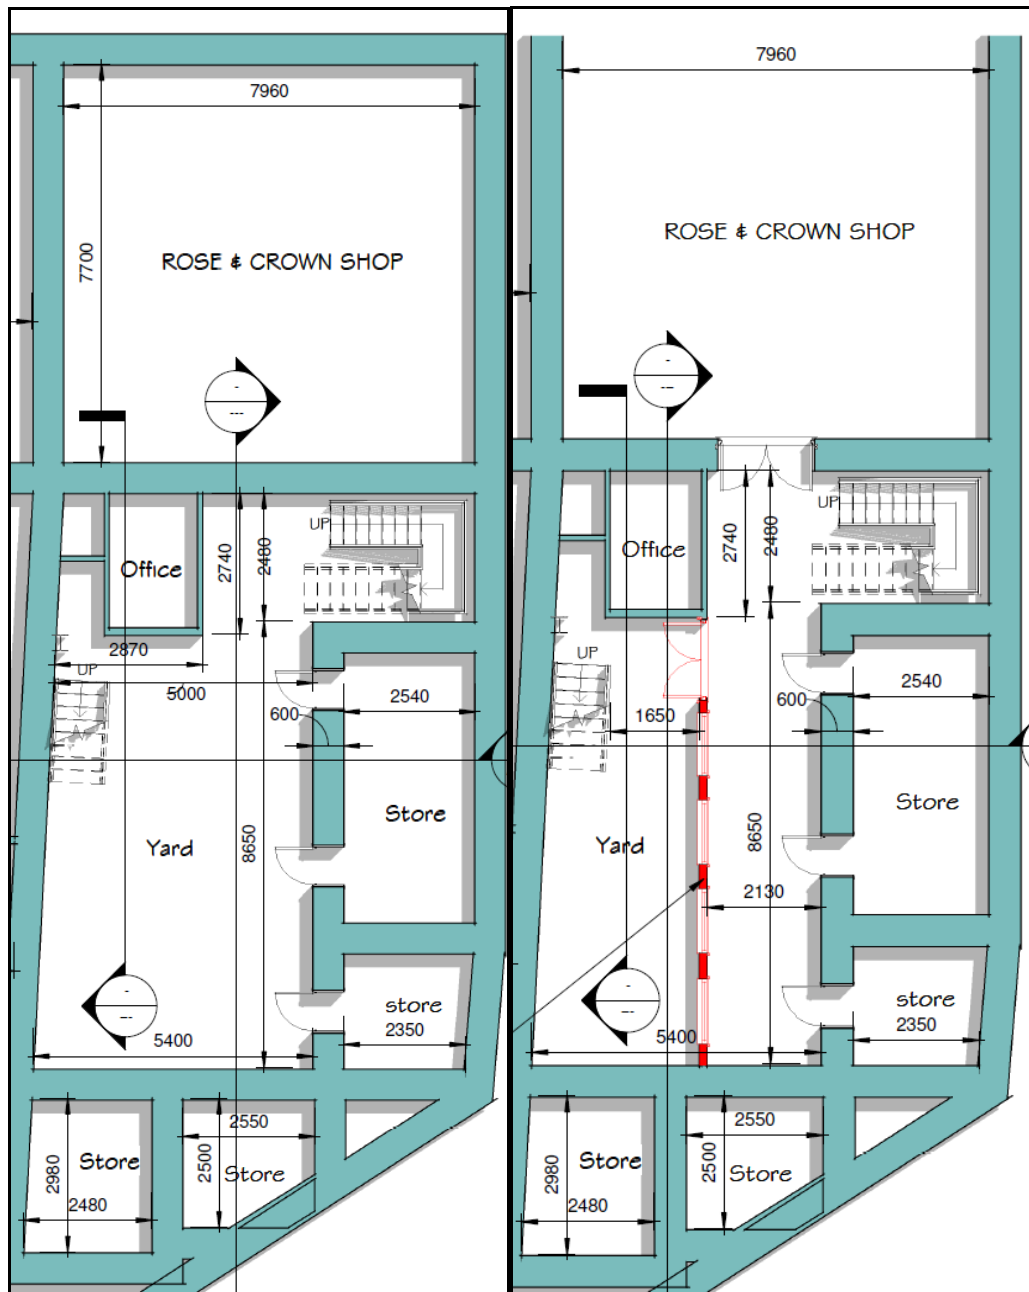 7960
7700
ROSE & CROWN SHOP
-
---
UP
Office
2740
2480
2870
UP
5000
600
2540
Store
Yard
8650
-
---
store
5400
2350
2550
2980
Store
2500
Store
2480
7960
ROSE & CROWN SHOP
-
---
UP
Office
2740
2480
UP
2540
600
1650
Store
Yard
8650
2130
-
---
store
5400
2350
2550
2980
Store
2500
Store
2480